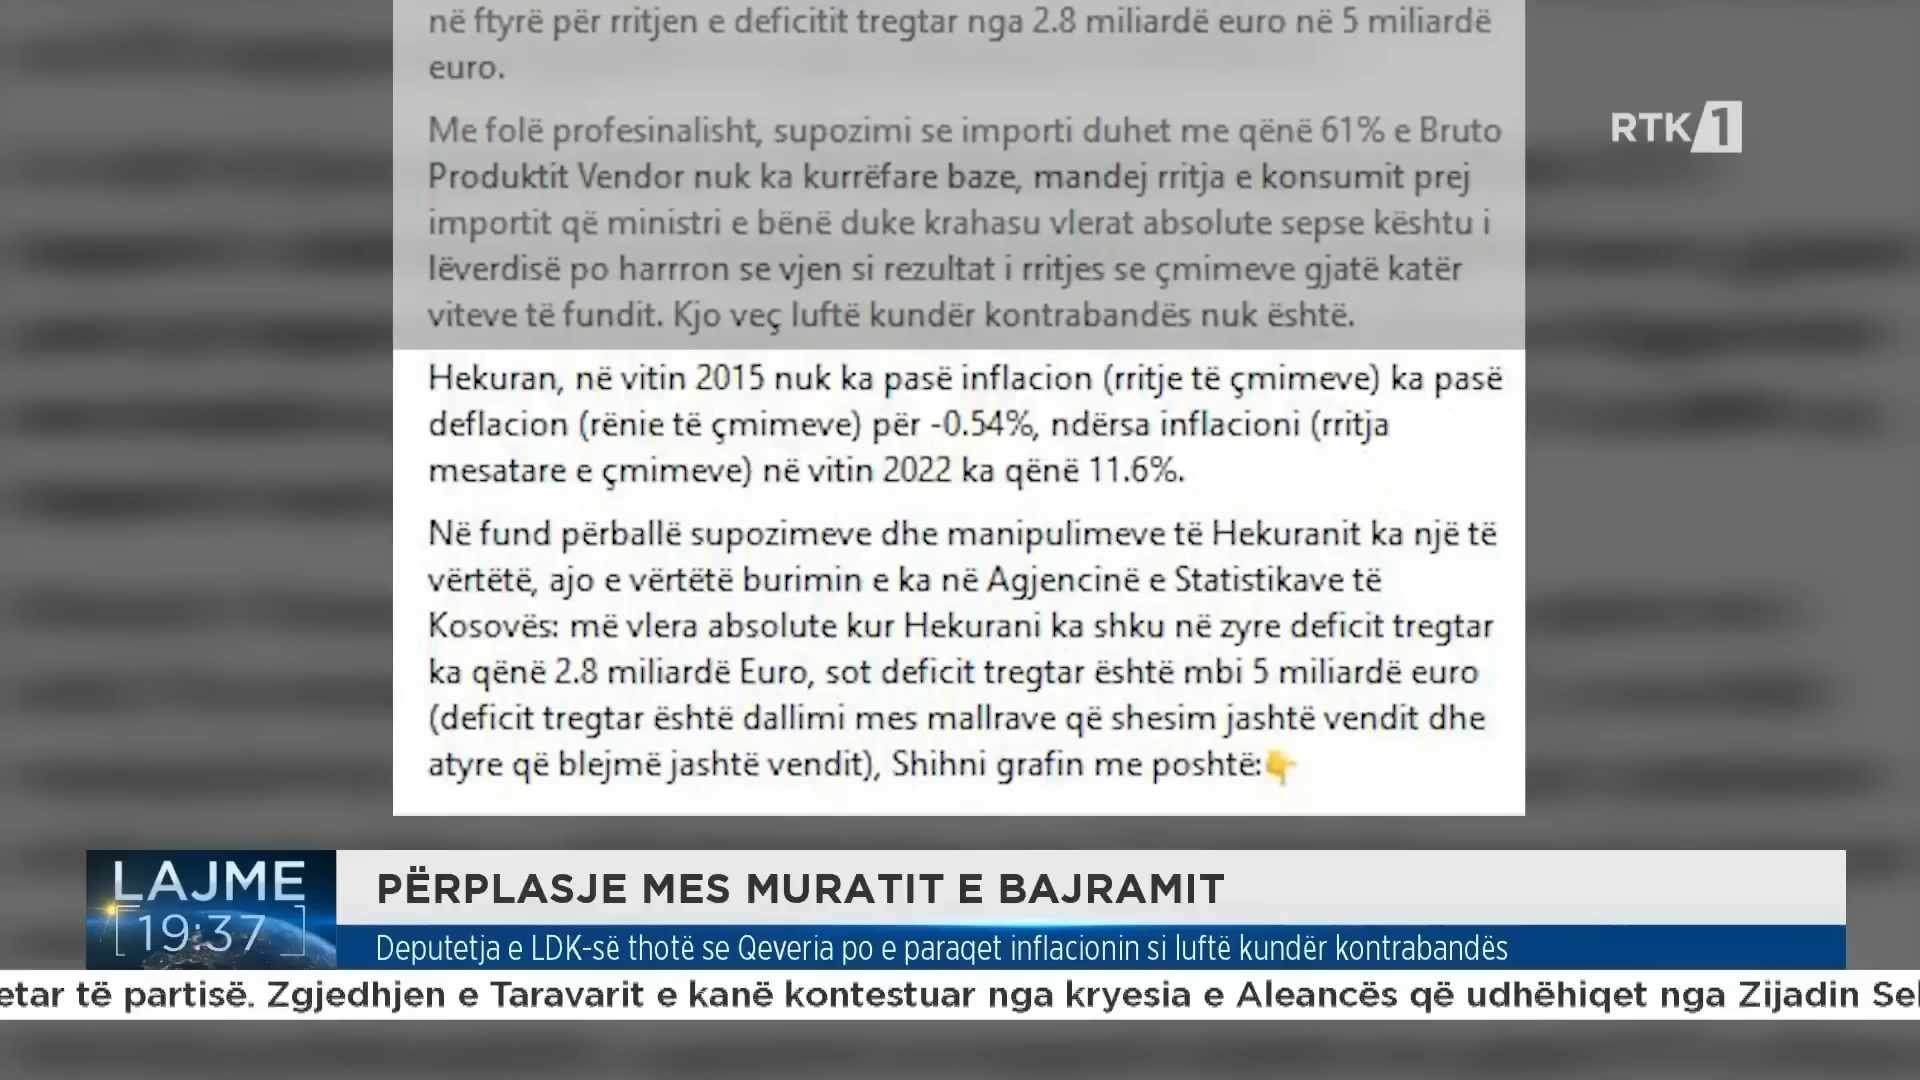 në ftyrë për rritjen e deficitit tregtar nga 2.8 miliardë euro në 5 miliardë
euro.
RTK/1
Me folë profesinalisht, supozimi se importi duhet me qënë 61% e Bruto
Produktit Vendor nuk ka kurrëfare baze, mandej rritja e konsumit prej
importit që ministri e bënë duke krahasu vlerat absolute sepse kështu i
lëverdisë po harrron se vjen si rezultat i rritjes se çmimeve gjatë katër
viteve të fundit. Kjo veç luftë kundër kontrabandës nuk është.
Hekuran, në vitin 2015 nuk ka pasë inflacion (rritje të çmimeve) ka pasë
deflacion (rënie të çmimeve) për -0.54%, ndërsa inflacioni (rritja
mesatare e çmimeve) në vitin 2022 ka qënë 11.6%.
Në fund përballë supozimeve dhe manipulimeve të Hekuranit ka një të
vërtëtë, ajo e vërtëtë burimin e ka në Agjencinë e Statistikave të
Kosovës: më vlera absolute kur Hekurani ka shku në zyre deficit tregtar
ka qënë 2.8 miliardë Euro, sot deficit tregtar është mbi 5 miliardë euro
(deficit tregtar është dallimi mes mallrave që shesim jashtë vendit dhe
atyre që blejmë jashtë vendit), Shihni grafin me poshtë:👇
LAJME
19:37
PËRPLASJE MES MURATIT E BAJRAMIT
Deputetja e LDK-së thotë se Qeveria po e paraqet inflacionin si luftë kundër kontrabandës
etar të partisë. Zgjedhjen e Taravarit e kanë kontestuar nga kryesia e Aleancës që udhëhiqet nga Zijadin Sel